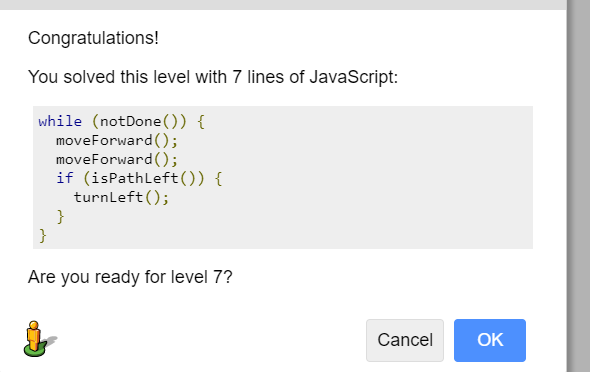 Congratulations!
You solved this level with 7 lines of JavaScript:
while (notDone()) {
  moveForward();
  moveForward();
  if (isPathLeft()) {
    turnLeft();
  }
}
Are you ready for level 7?
Cancel OK